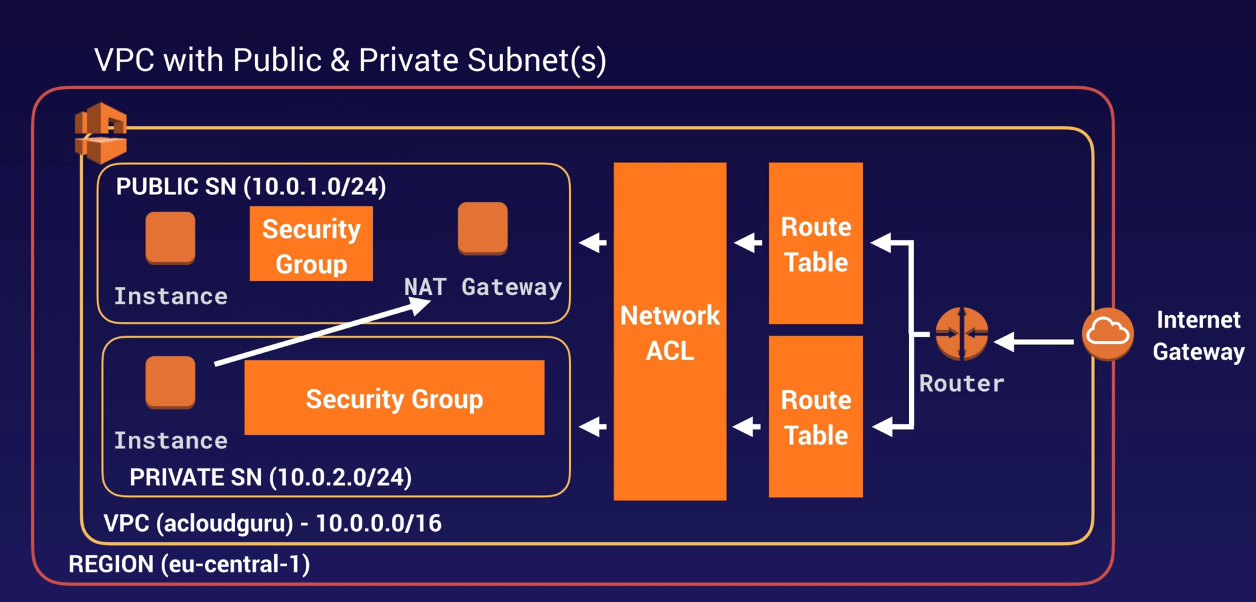 VPC with Public & Private Subnet(s)
PUBLIC SN (10.0.1.0/24)
Instance
Security
Group
NAT Gateway
Instance
Security Group
PRIVATE SN (10.0.2.0/24)
Network
ACL
Route
Table
Route
Table
Router
Internet
Gateway
VPC (acloudguru) - 10.0.0.0/16
REGION (eu-central-1)